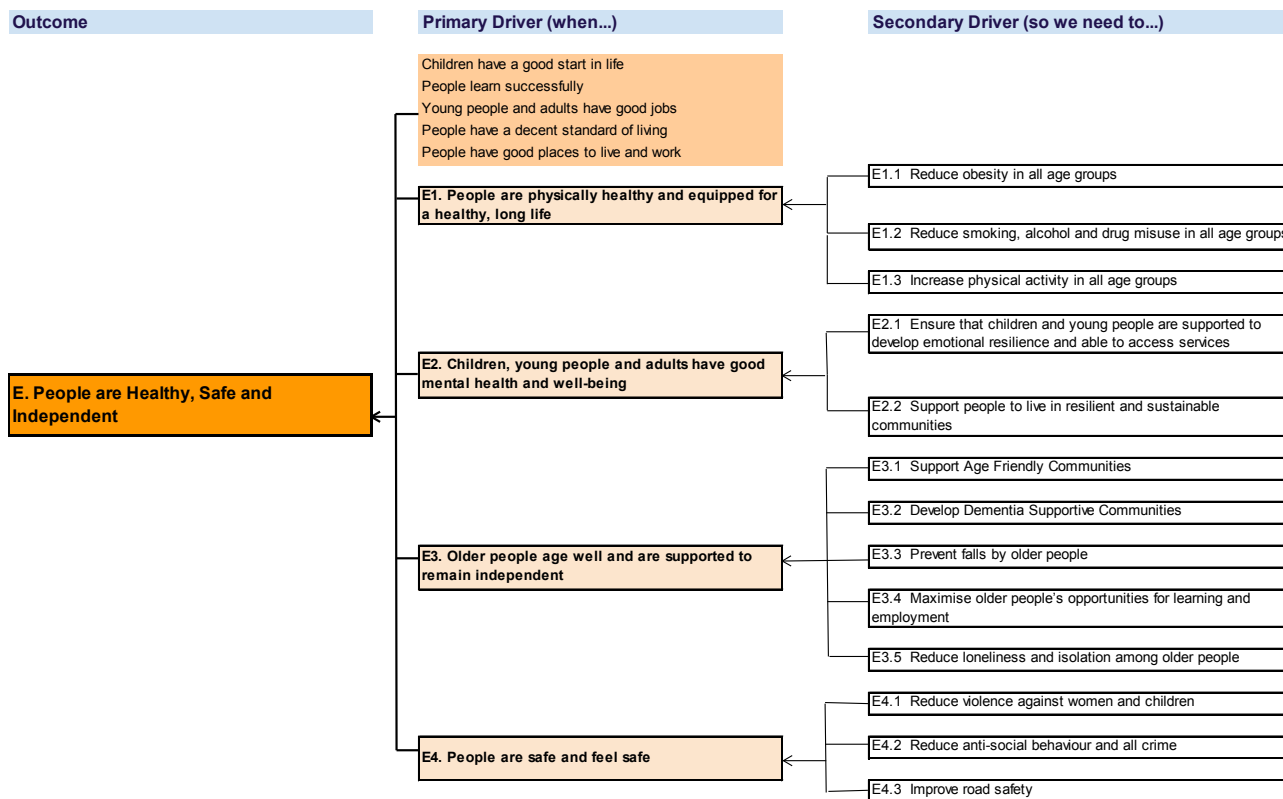 Outcome
Primary Driver (when...)
Secondary Driver (so we need to...)
Children have a good start in life
People learn successfully
Young people and adults have good jobs
People have a decent standard of living
People have good places to live and work
E. People are Healthy, Safe and
Independent
E1. People are physically healthy and equipped for
a healthy, long life
E1.1 Reduce obesity in all age groups
E1.2 Reduce smoking, alcohol and drug misuse in all age groups
E1.3 Increase physical activity in all age groups
E2. Children, young people and adults have good
mental health and well-being
E2.1 Ensure that children and young people are supported to
develop emotional resilience and able to access services
E2.2 Support people to live in resilient and sustainable
communities
E3. Older people age well and are supported to
remain independent
E3.1 Support Age Friendly Communities
E3.2 Develop Dementia Supportive Communities
E3.3 Prevent falls by older people
E3.4 Maximise older people’s opportunities for learning and
employment
E3.5 Reduce loneliness and isolation among older people
E4. People are safe and feel safe
E4.1 Reduce violence against women and children
E4.2 Reduce anti-social behaviour and all crime
E4.3 Improve road safety